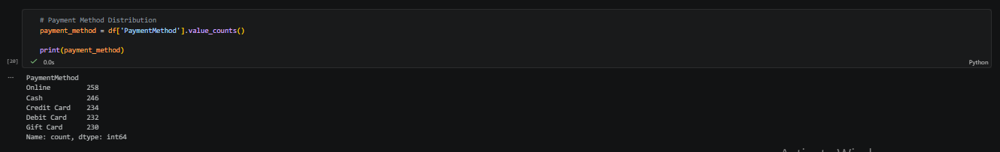 # Payment Method Distribution
payment_method = df['PaymentMethod'].value_counts()
print(payment_method)
[20]
0.0s
Python
...
PaymentMethod
Online 258
Cash 246
Credit Card 234
Debit Card 232
Gift Card 230
Name: count, dtype: int64